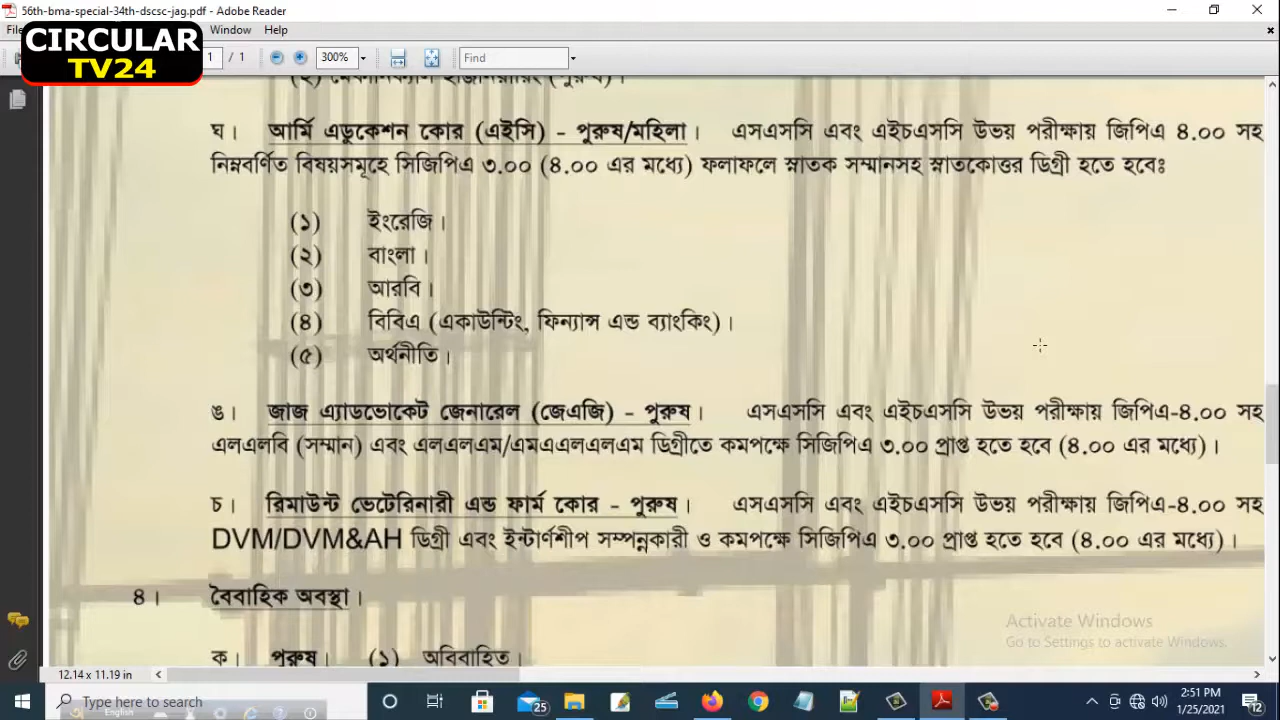 56th-bma-special-34th-dscsc-jag.pdf - Adobe Reader
Window Help
CIRCULAR
TV24
1 / 1 300% Find
(২) মেকানিক্যাল ইঞ্জিনিয়ারিং (পুরুষ)।
ঘ। আর্মি এডুকেশন কোর (এইসি) - পুরুষ/মহিলা। এসএসসি এবং এইচএসসি উভয় পরীক্ষায় জিপিএ ৪.০০ সহ
নিম্নবর্ণিত বিষয়সমূহে সিজিপিএ ৩.০০ (৪.০০ এর মধ্যে) ফলাফলে স্নাতক সম্মানসহ স্নাতকোত্তর ডিগ্রী হতে হবেঃ
(১) ইংরেজি।
(২) বাংলা।
(৩) আরবি।
(৪) বিবিএ (একাউন্টিং, ফিন্যান্স এন্ড ব্যাংকিং)।
(৫) অর্থনীতি।
ঙ। জাজ এ্যাডভোকেট জেনারেল (জেএজি) - পুরুষ। এসএসসি এবং এইচএসসি উভয় পরীক্ষায় জিপিএ-৪.০০ সহ
এলএলবি (সম্মান) এবং এলএলএম/এমএএলএলএম ডিগ্রীতে কমপক্ষে সিজিপিএ ৩.০০ প্রাপ্ত হতে হবে (৪.০০ এর মধ্যে)।
চ। রিমাউন্ট ভেটেরিনারী এন্ড ফার্ম কোর - পুরুষ। এসএসসি এবং এইচএসসি উভয় পরীক্ষায় জিপিএ-৪.০০ সহ
DVM/DVM&AH ডিগ্রী এবং ইন্টার্ণশীপ সম্পন্নকারী ও কমপক্ষে সিজিপিএ ৩.০০ প্রাপ্ত হতে হবে (৪.০০ এর মধ্যে)।
৪। বৈবাহিক অবস্থা।
Activate Windows
Go to Settings to activate Windows.
ক। পুরুষ (১) অবিবাহিত।
12.14 x 11.19 in
Type here to search
English
25
2:51 PM
1/25/2021
12